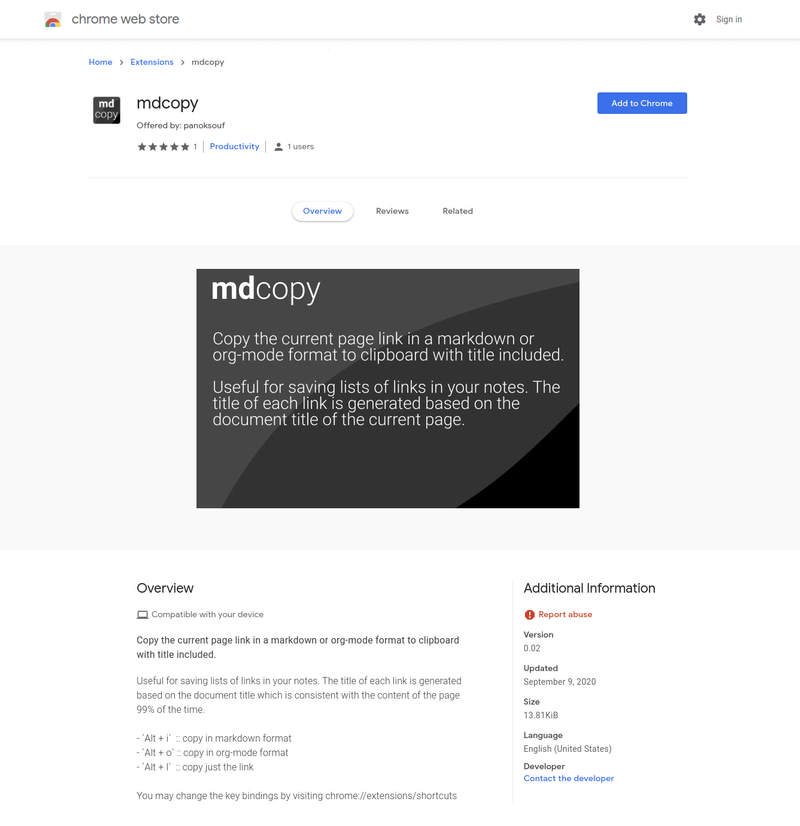 chrome web store
Sign in
Home > Extensions > mdcopy
md
copy
mdcopy
Add to Chrome
Offered by: panoksouf
1 | Productivity | 1 users
Overview Reviews Related
mdcopy
Copy the current page link in a markdown or
org-mode format to clipboard with title included.
Useful for saving lists of links in your notes. The
title of each link is generated based on the
document title of the current page.
Overview
Compatible with your device
Copy the current page link in a markdown or org-mode format to clipboard
with title included.
Useful for saving lists of links in your notes. The title of each link is generated
based on the document title which is consistent with the content of the page
99% of the time.
- `Alt + i` :: copy in markdown format
- `Alt + o` :: copy in org-mode format
- `Alt + l` :: copy just the link
You may change the key bindings by visiting chrome://extensions/shortcuts
Additional Information
Report abuse
Version
0.02
Updated
September 9, 2020
Size
13.81KiB
Language
English (United States)
Developer
Contact the developer